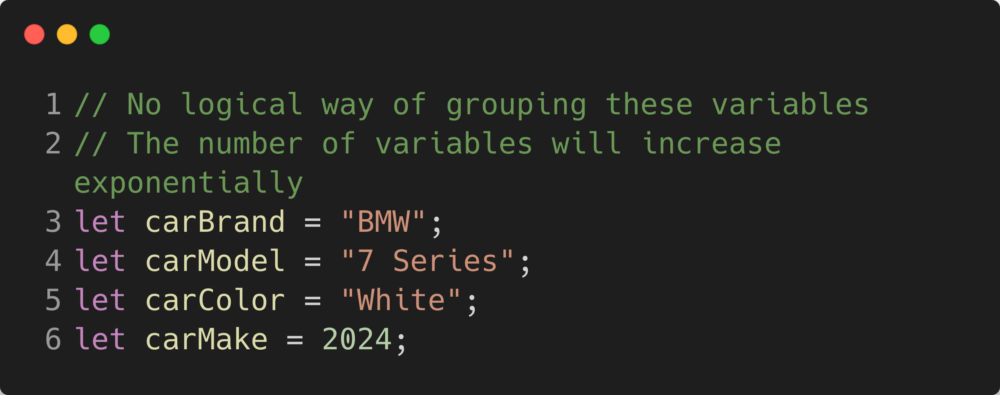 1 // No logical way of grouping these variables
2 // The number of variables will increase
exponentially
3 let carBrand = "BMW";
4 let carModel = "7 Series";
5 let carColor = "White";
6 let carMake = 2024;